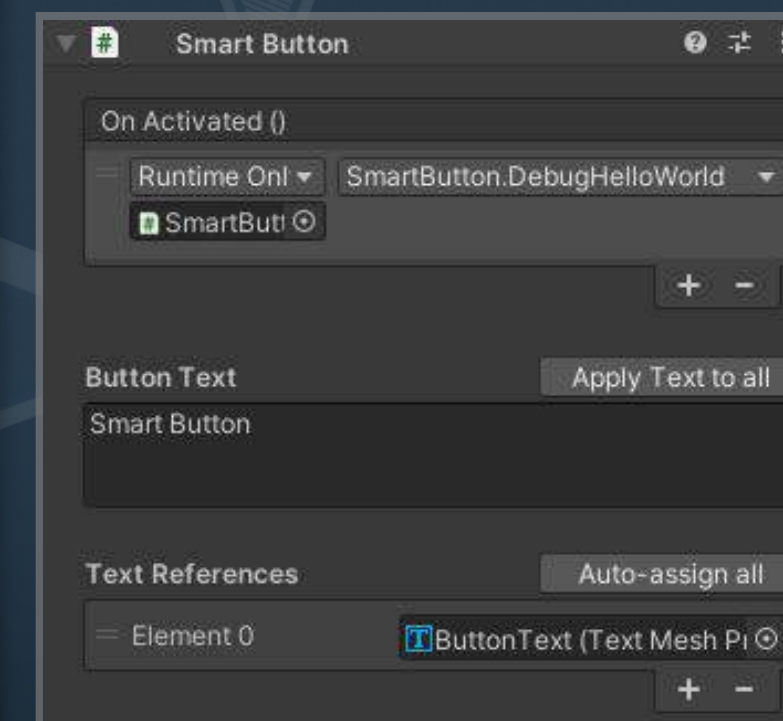 # Smart Button
On Activated ()
Runtime Onl SmartButton.DebugHelloWorld
# SmartButt
+ -
Button Text Apply Text to all
Smart Button
Text References Auto-assign all
Element 0 T ButtonText (Text Mesh Pr
+ -